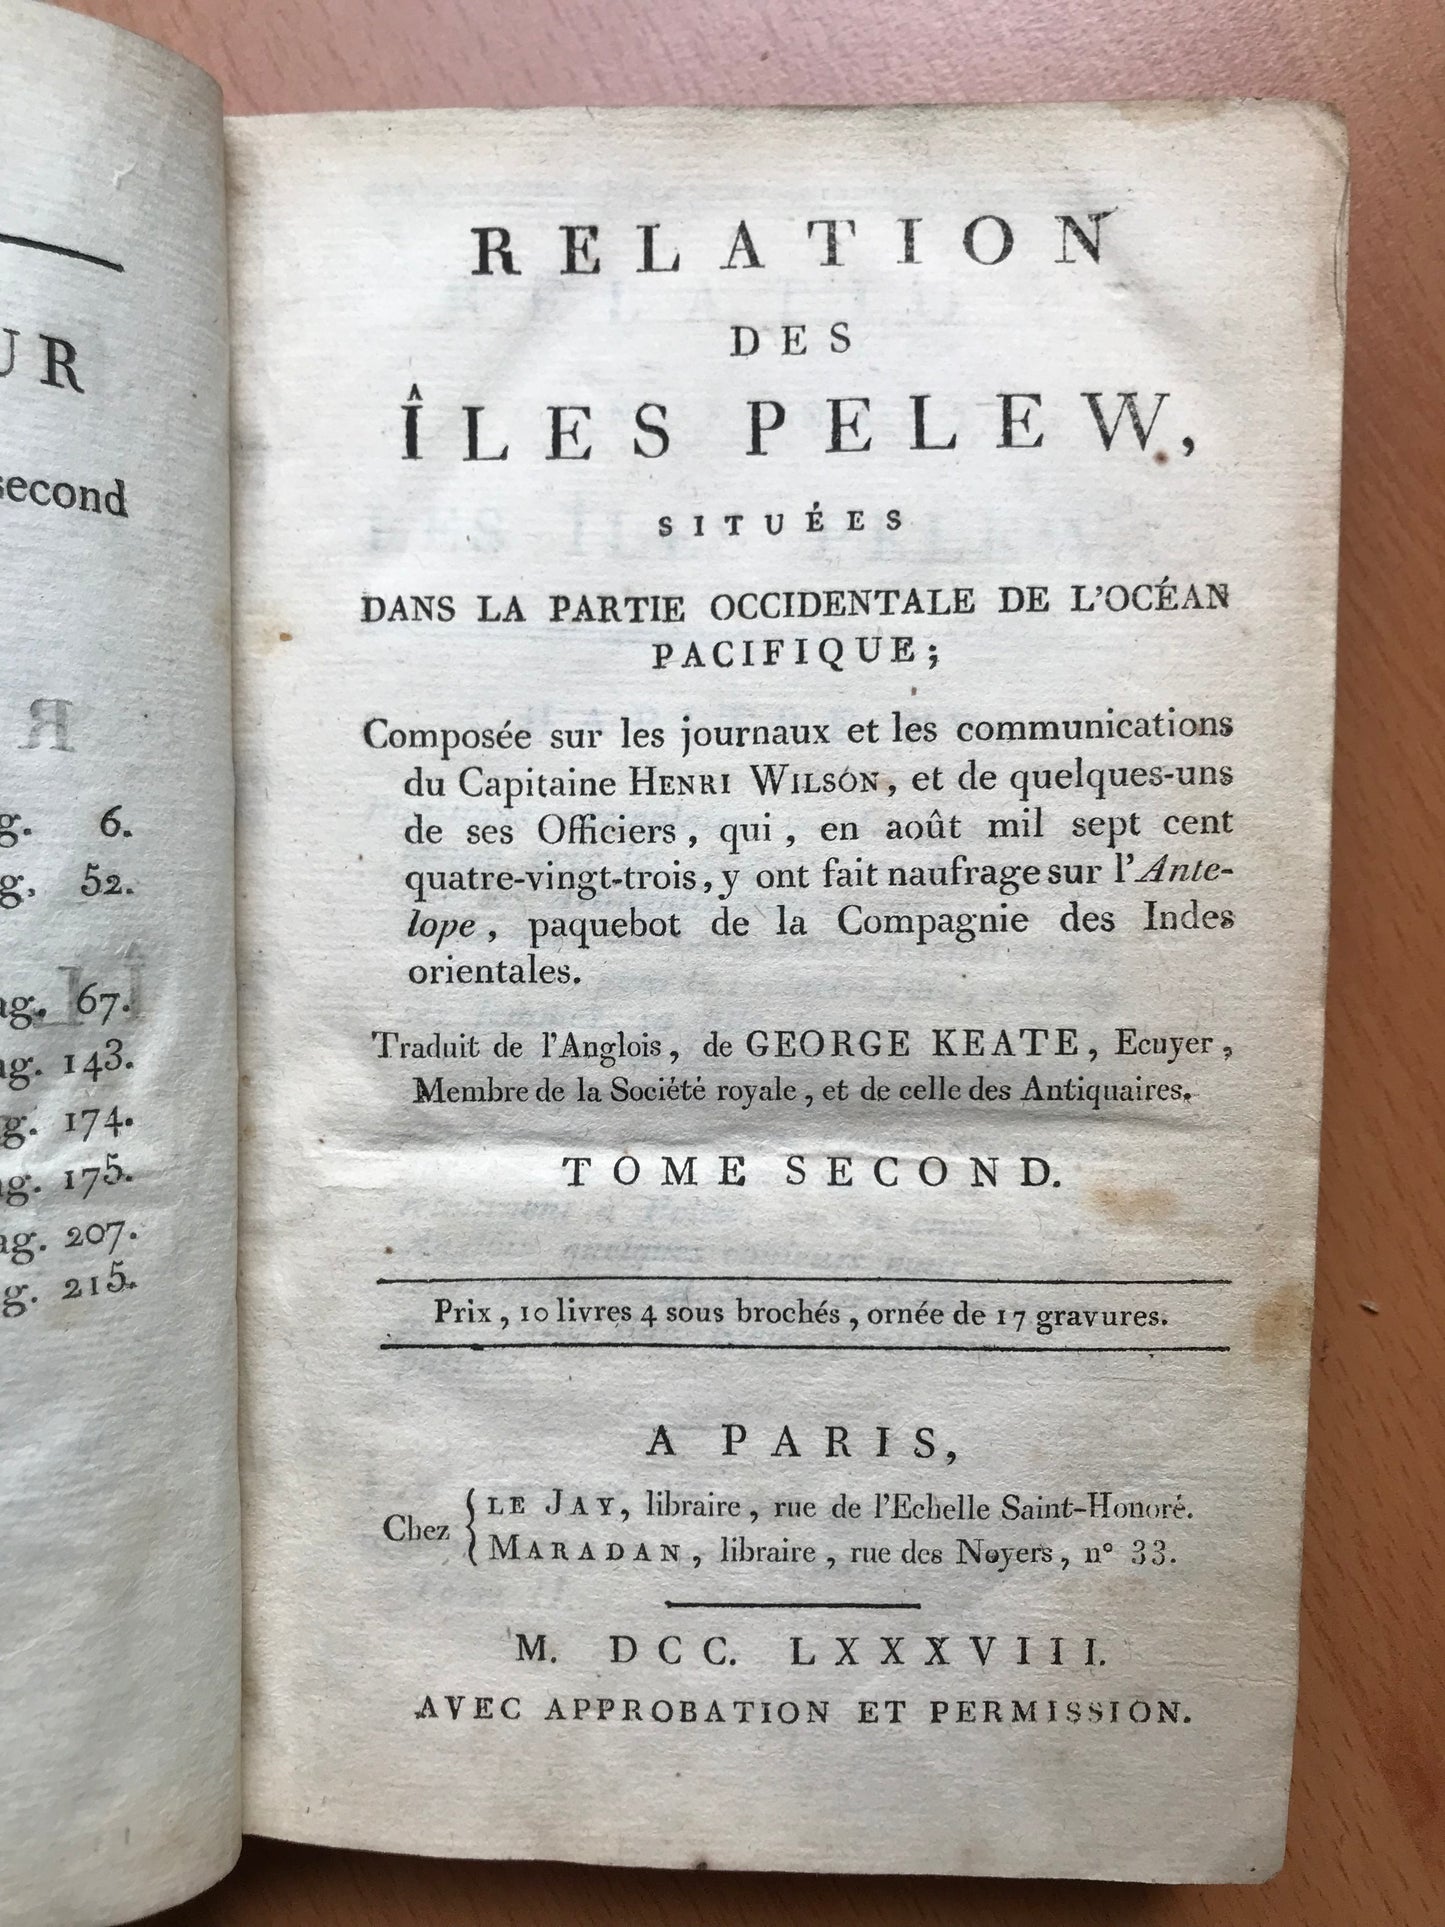 UR
second
6.
52.
67.
143.
174.
175.
207.
215.
RELATION
DES
ÎLES PELEW,
SITUÉES
DANS LA PARTIE OCCIDENTALE DE L'OCÉAN
PACIFIQUE;
Composée sur les journaux et les communications
du Capitaine HENRI WILSON, et de quelques-uns
de ses Officiers, qui, en août mil sept cent
quatre-vingt-trois, y ont fait naufrage sur l'Ante-
lope, paquebot de la Compagnie des Indes
orientales.
Traduit de l'Anglois, de GEORGE KEATE, Ecuyer,
Membre de la Société royale, et de celle des Antiquaires.
TOME SECOND.
Prix, 10 livres 4 sous brochés, ornée de 17 gravures.
A PARIS,
Chez { LE JAY, libraire, rue de l'Echelle Saint-Honoré.
MARADAN, libraire, rue des Noyers, n° 33.
M. DCC. LXXXVIII.
AVEC APPROBATION ET PERMISSION.